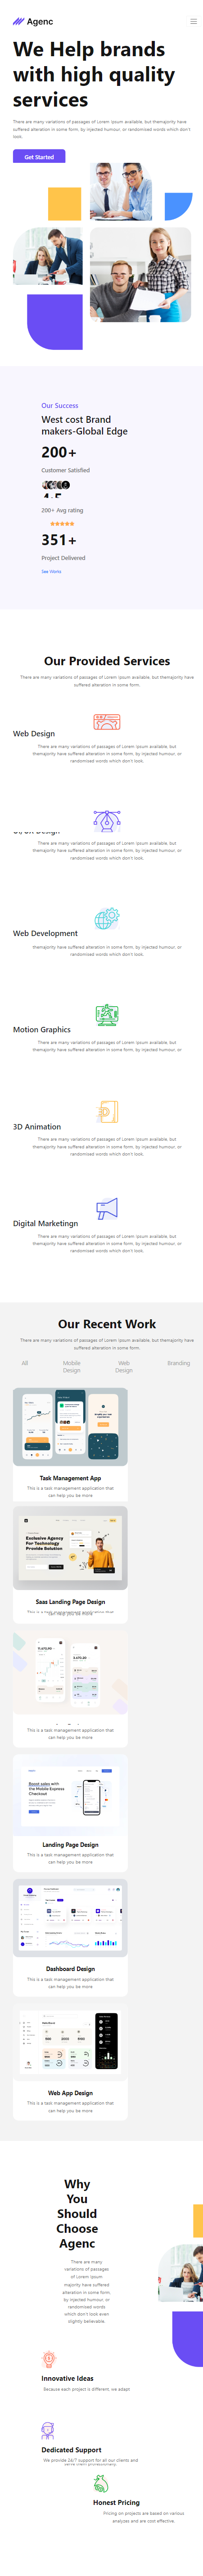 Agenc
We Help brands
with high quality
services
There are many variations of passages of Lorem Ipsum available, but themajority have
suffered alteration in some form, by injected humour, or randomised words which don't
look.
Get Started
Our Success
West cost Brand
makers-Global Edge
200+
Customer Satisfied
200+ Avg rating
351+
Project Delivered
See Works
Our Provided Services
There are many variations of passages of Lorem Ipsum available, but themajority have
suffered alteration in some form.
Web Design
There are many variations of passages of Lorem Ipsum available, but
themajority have suffered alteration in some form, by injected humour, or
randomised words which don't look.
UI/UX Design
There are many variations of passages of Lorem Ipsum available, but
themajority have suffered alteration in some form, by injected humour, or
randomised words which don't look.
Web Development
themajority have suffered alteration in some form, by injected humour, or
randomised words which don't look.
Motion Graphics
There are many variations of passages of Lorem Ipsum available, but
themajority have suffered alteration in some form, by injected humour, or
3D Animation
There are many variations of passages of Lorem Ipsum available, but
themajority have suffered alteration in some form, by injected humour, or
randomised words which don't look.
Digital Marketingn
There are many variations of passages of Lorem Ipsum available, but
themajority have suffered alteration in some form, by injected humour, or
randomised words which don't look.
Our Recent Work
There are many variations of passages of Lorem Ipsum available, but themajority have
suffered alteration in some form.
All
Mobile
Design
Web
Design
Branding
Task Management App
This is a task management application that
can help you be more
Exclusive Agency
For Technology
Provide Solution
Saas Landing Page Design
can help you be more
This is a task management application that
can help you be more
Boost sales with
the Mobile Express
Checkout
Landing Page Design
This is a task management application that
can help you be more
Dashboard Design
This is a task management application that
can help you be more
Web App Design
This is a task management application that
can help you be more
Why
You
Should
Choose
Agenc
There are many
variations of passages
of Lorem Ipsum
majority have suffered
alteration in some form,
by injected humour, or
randomised words
which don't look even
slightly believable.
Innovative Ideas
Because each project is different, we adapt
Dedicated Support
We provide 24/7 support for all our clients and
Honest Pricing
Pricing on projects are based on various
analyses and are cost effective.